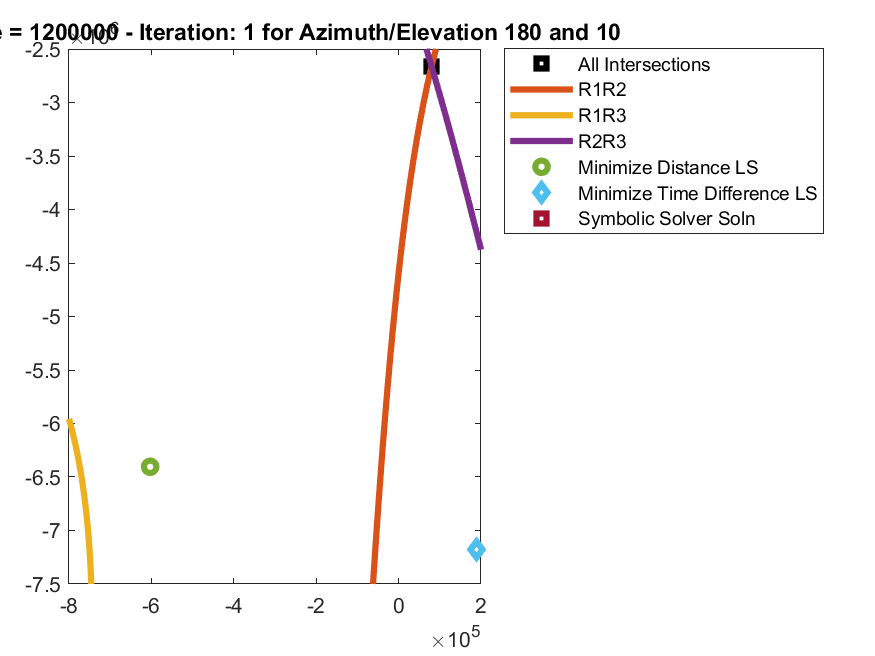 e = 1200000 - Iteration: 1 for Azimuth/Elevation 180 and 10
×10⁶
-2.5
-3
-3.5
-4
-4.5
-5
-5.5
-6
-6.5
-7
-7.5
-8
-6
-4
-2
0
2
×10⁵
All Intersections
R1R2
R1R3
R2R3
Minimize Distance LS
Minimize Time Difference LS
Symbolic Solver Soln